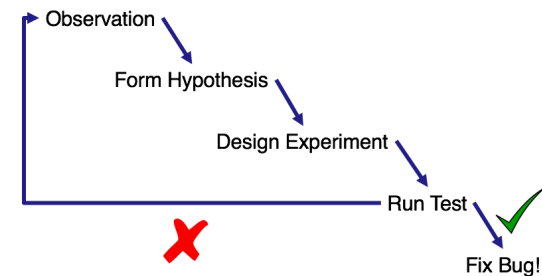 Observation
Form Hypothesis
Design Experiment
Run Test
Fix Bug!